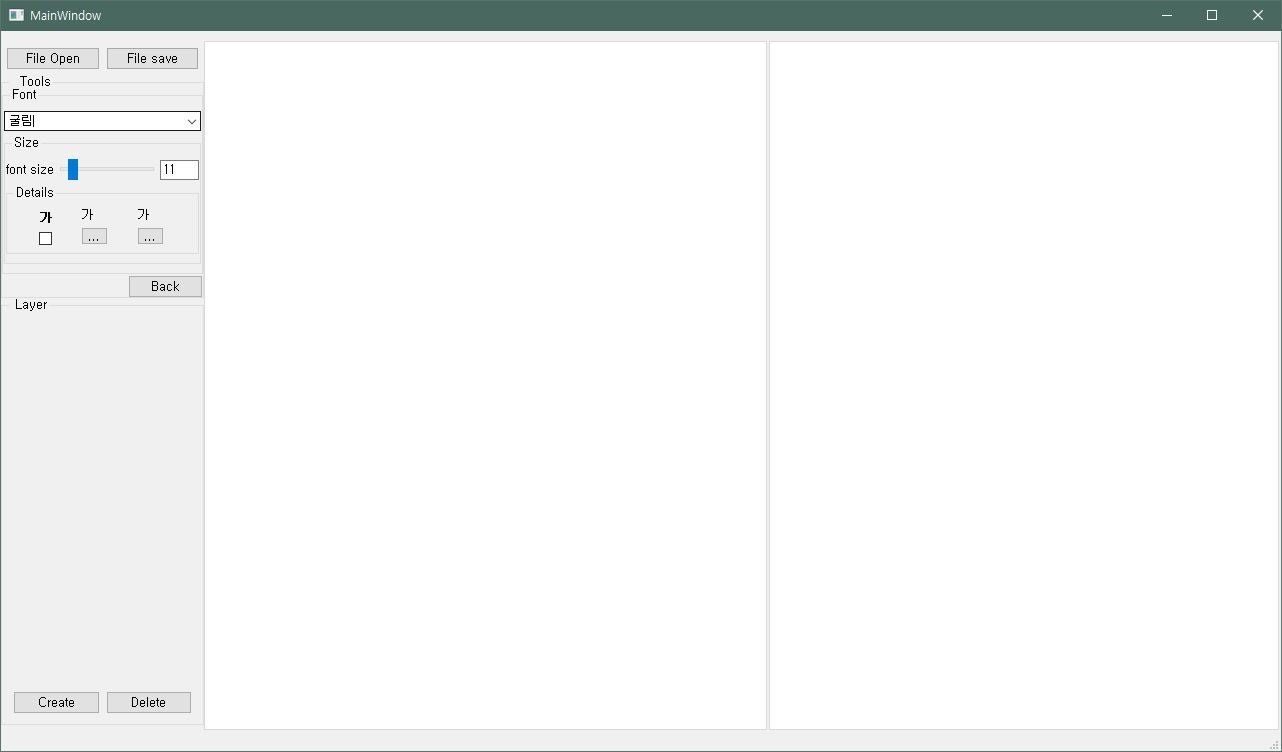 MainWindow
File Open File save
Tools
Font
굴림
Size
font size 11
Details
가 가 가
... ...
Back
Layer
Create Delete